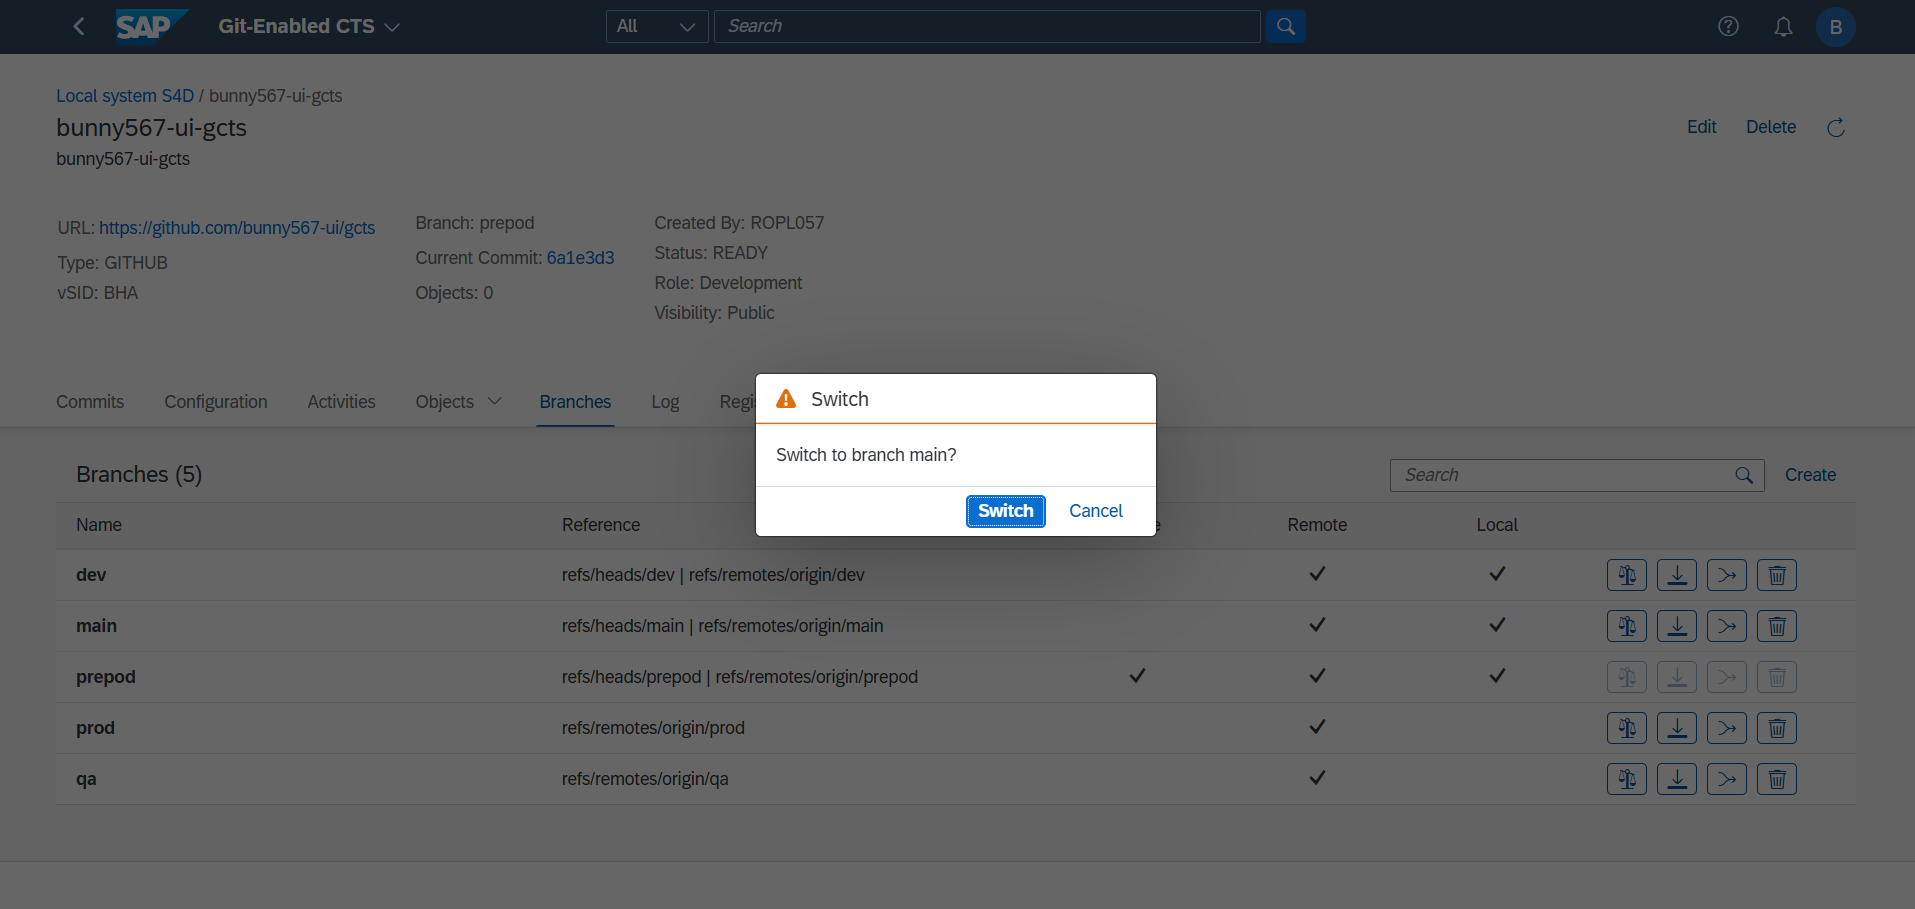 SAP Git-Enabled CTS All Search B
Local system S4D / bunny567-ui-gcts
bunny567-ui-gcts Edit Delete
bunny567-ui-gcts
URL: https://github.com/bunny567-ui/gcts Branch: prepod Created By: ROPL057
Current Commit: 6a1e3d3 Status: READY
Type: GITHUB Role: Development
vSID: BHA Objects: 0 Visibility: Public
Commits Configuration Activities Objects Branches Log
Switch
Switch to branch main?
Switch Cancel
Branches (5) Search Create
Name Reference Remote Local
dev refs/heads/dev | refs/remotes/origin/dev
main refs/heads/main | refs/remotes/origin/main
prepod refs/heads/prepod | refs/remotes/origin/prepod
prod refs/remotes/origin/prod
qa refs/remotes/origin/qa